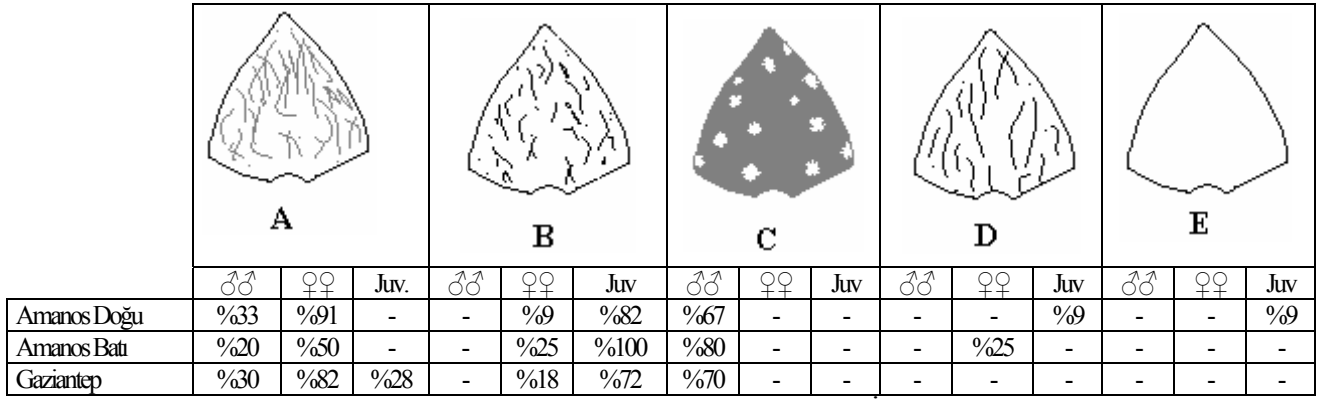 A B C D E
♂♂ ♀♀ Juv. ♂♂ ♀♀ Juv ♂♂ ♀♀ Juv ♂♂ ♀♀ Juv ♂♂ ♀♀ Juv
Amanos Doğu %33 %91 - - %9 %82 %67 - - - - %9 - - %9
Amanos Batı %20 %50 - - %25 %100 %80 - - - %25 - - - -
Gaziantep %30 %82 %28 - %18 %72 %70 - - - - - - - -